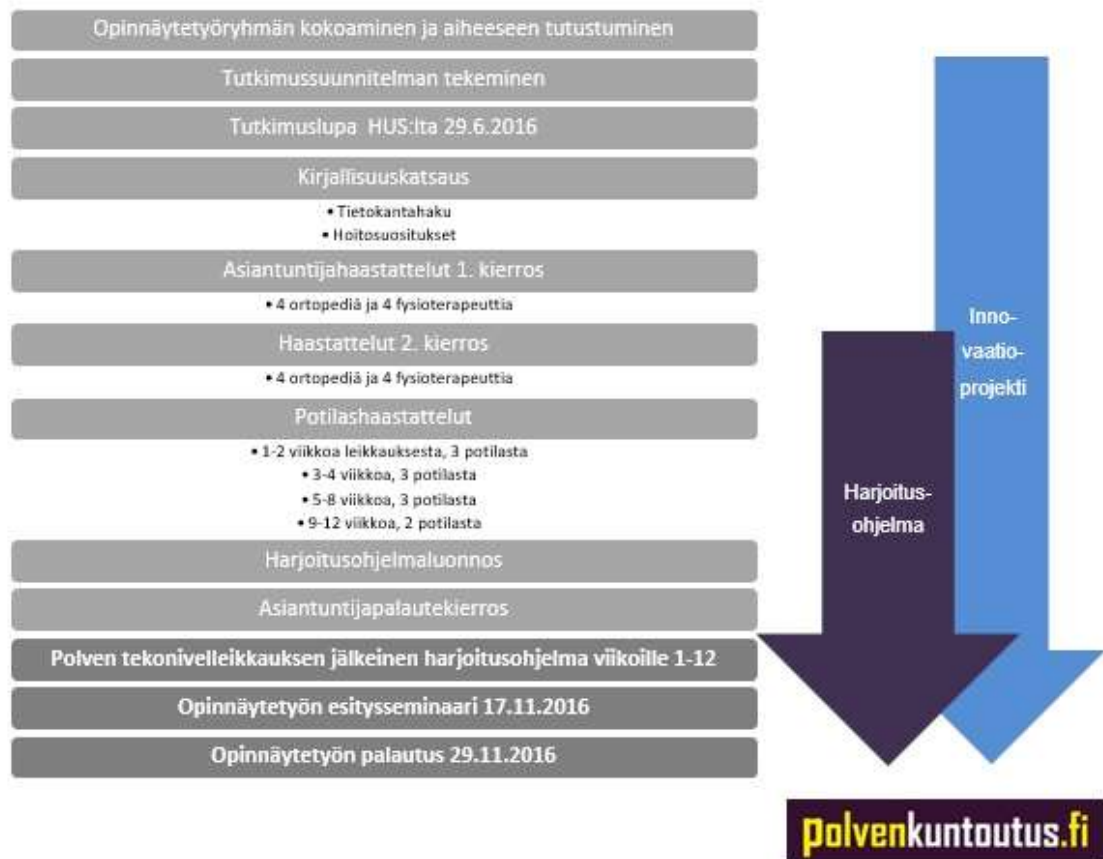 Opinnäytetyöryhmän kokoaminen ja aiheeseen tutustuminen
Tutkimussuunnitelman tekeminen
Tutkimuslupa HUS:lta 29.6.2016
Kirjallisuuskatsaus
• Tietokantahaku
• Hoitosuositukset
Asiantuntijahaastattelut 1. kierros
• 4 ortopediä ja 4 fysioterapeuttia
Haastattelut 2. kierros
• 4 ortopediä ja 4 fysioterapeuttia
Potilashaastattelut
• 1-2 viikkoa leikkauksesta, 3 potilasta
• 3-4 viikkoa, 3 potilasta
• 5-8 viikkoa, 3 potilasta
• 9-12 viikkoa, 2 potilasta
Harjoitusohjelmaluonnos
Asiantuntijapalautekierros
Polven tekonivelleikkauksen jälkeinen harjoitusohjelma viikoille 1-12
Opinnäytetyön esitysseminaari 17.11.2016
Opinnäytetyön palautus 29.11.2016
Inno-
vaatio-
projekti
Harjoitus-
ohjelma
polvenkuntoutus.fi